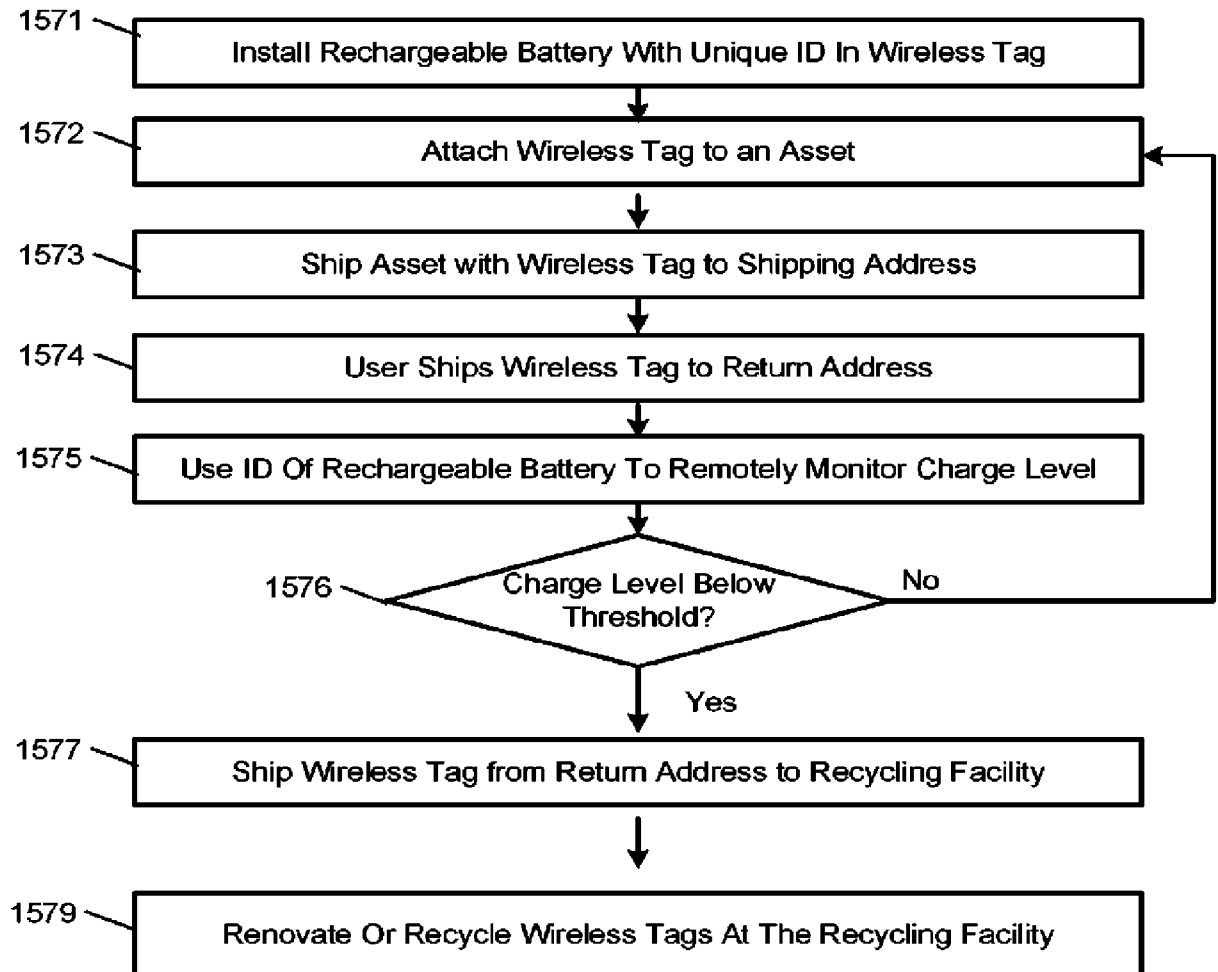 1571
Install Rechargeable Battery With Unique ID In Wireless Tag
1572
Attach Wireless Tag to an Asset
1573
Ship Asset with Wireless Tag to Shipping Address
1574
User Ships Wireless Tag to Return Address
1575
Use ID Of Rechargeable Battery To Remotely Monitor Charge Level
1576
Charge Level Below
Threshold?
No
Yes
1577
Ship Wireless Tag from Return Address to Recycling Facility
1579
Renovate Or Recycle Wireless Tags At The Recycling Facility